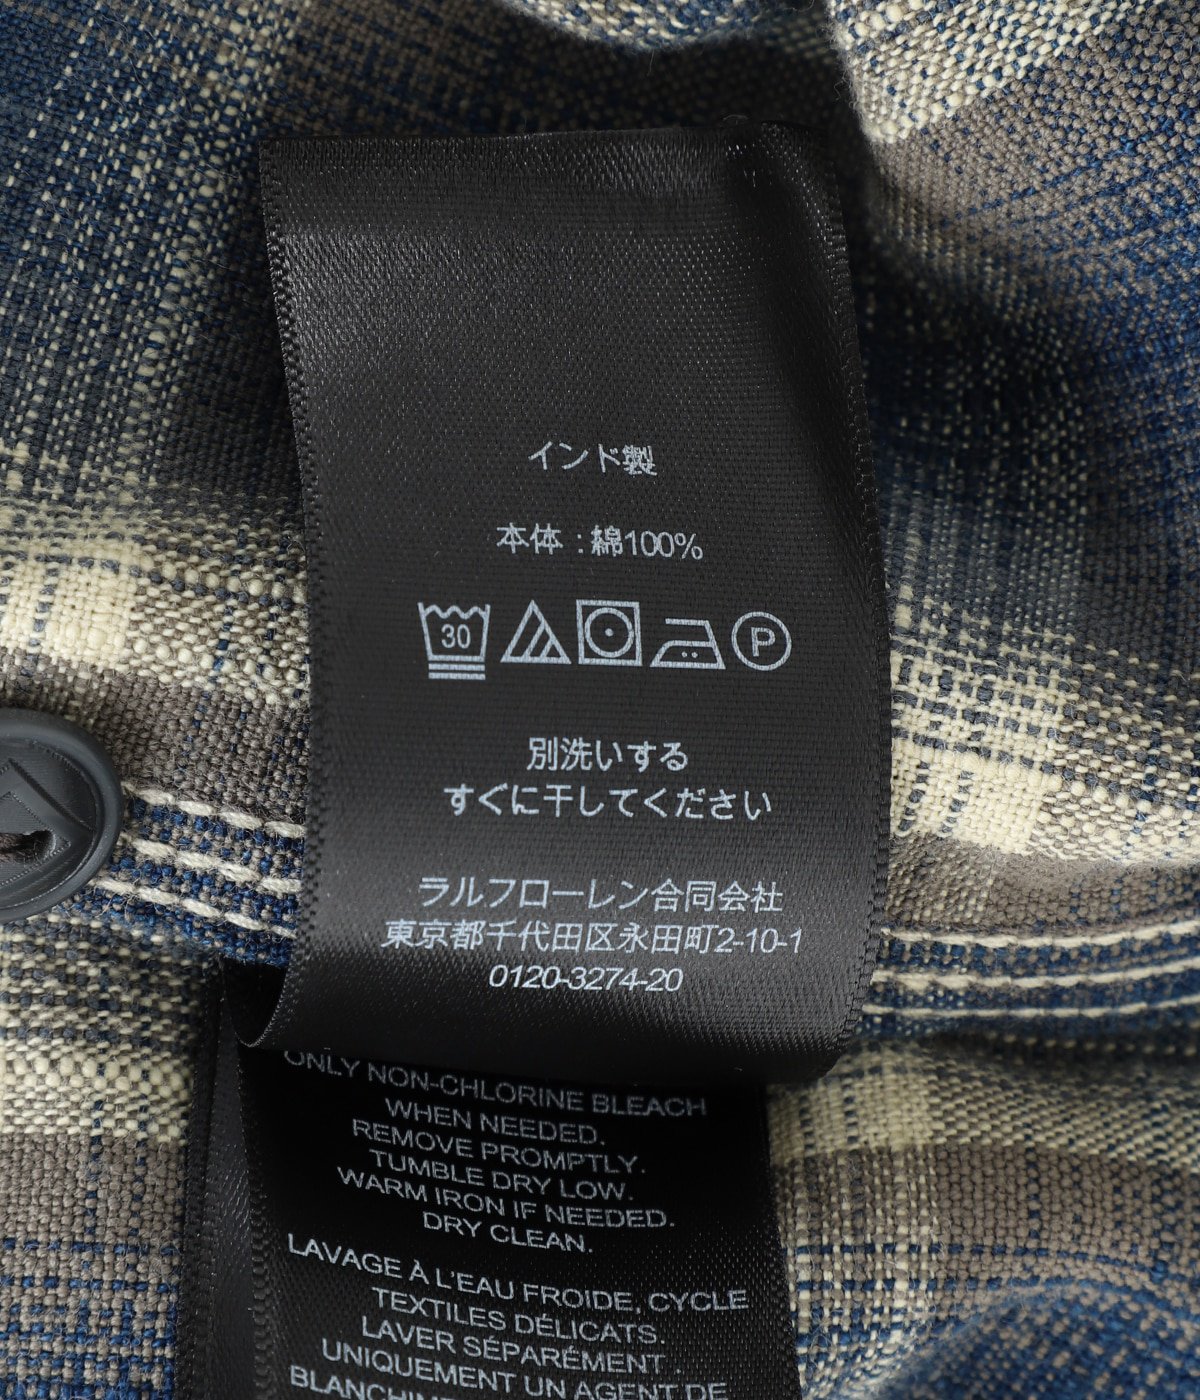 インド製
本体 : 綿100%
30
P
別洗いする
すぐに干してください
ラルフローレン合同会社
東京都千代田区永田町2-10-1
0120-3274-20
ONLY NON-CHLORINE BLEACH
WHEN NEEDED.
REMOVE PROMPTLY.
TUMBLE DRY LOW.
WARM IRON IF NEEDED.
DRY CLEAN.
LAVAGE À L'EAU FROIDE, CYCLE
TEXTILES DÉLICATS.
LAVER SÉPARÉMENT .
UNIQUEMENT UN AGENT DE